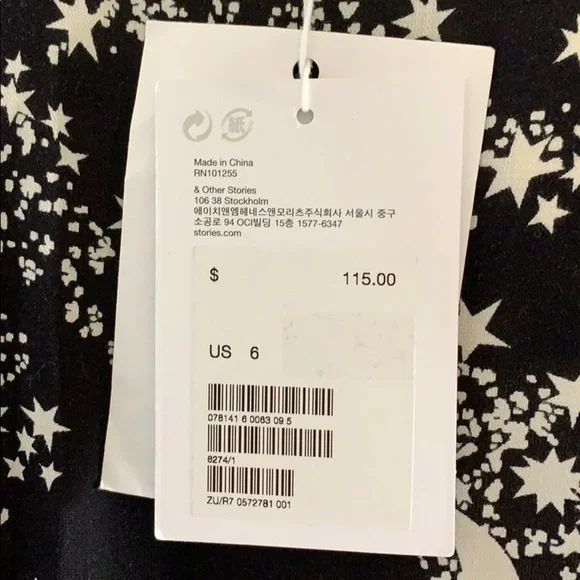 紙
Made in China
RN101255
& Other Stories
106 38 Stockholm
에이치앤엠헤네스앤모리츠주식회사 서울시 중구
소공로 94 OCI빌딩 15층 1577-6347
stories.com
$ 115.00
US 6
078141 6 0063 09 5
6274/1
ZU/R7 0572781 001